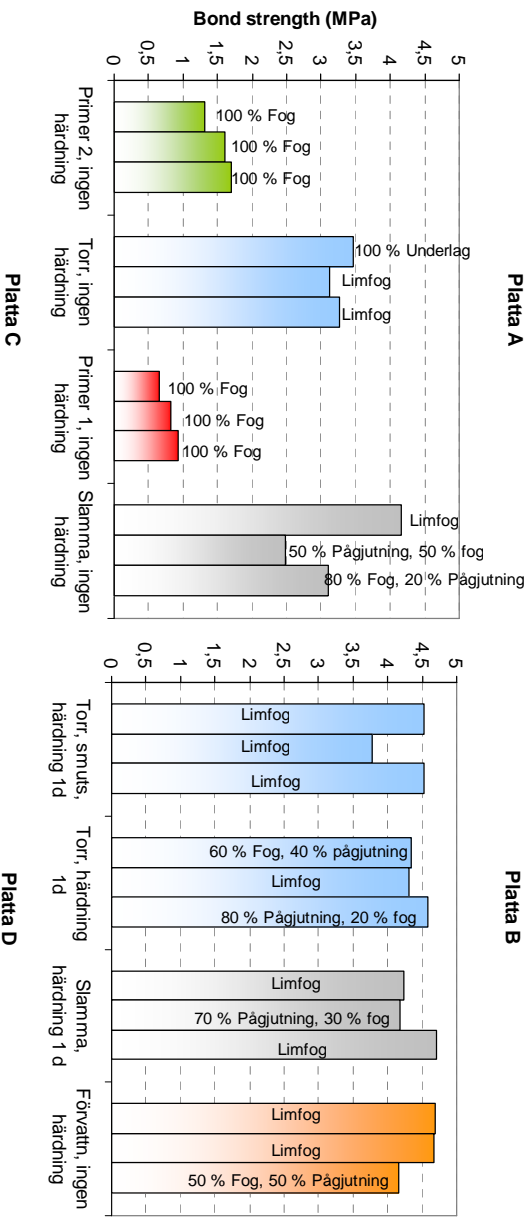 Platta A
Platta B
Bond strength (MPa)
5
4,5
4
3,5
3
2,5
2
1,5
1
0,5
0
100 % Fog
100 % Fog
100 % Fog
100 % Underlag
Limfog
Limfog
100 % Fog
100 % Fog
100 % Fog
Limfog
50 % Pågjutning, 50 % fog
80 % Fog, 20 % Pågjutning
Primer 2, ingen
härdning
Torr, ingen
härdning
Primer 1, ingen
härdning
Slamma, ingen
härdning
5
4,5
4
3,5
3
2,5
2
1,5
1
0,5
0
Limfog
Limfog
Limfog
60 % Fog, 40 % pågjutning
Limfog
80 % Pågjutning, 20 % fog
Limfog
70 % Pågjutning, 30 % fog
Limfog
Limfog
Limfog
50 % Fog, 50 % Pågjutning
Torr, smuts,
härdning 1d
Torr, härdning
1d
Slamma,
härdning 1 d
Förvattn, ingen
härdning
Platta C
Platta D